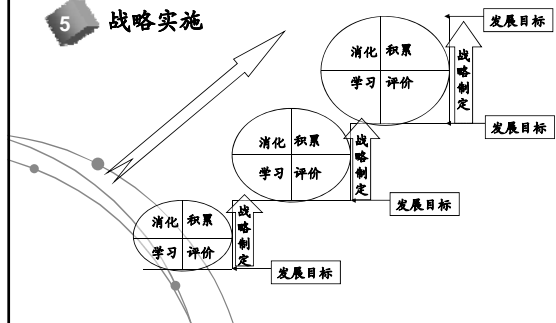 5 战略实施
发展目标
消化 积累
学习 评价
战略制定
发展目标
消化 积累
学习 评价
战略制定
发展目标
消化 积累
学习 评价
战略制定
发展目标